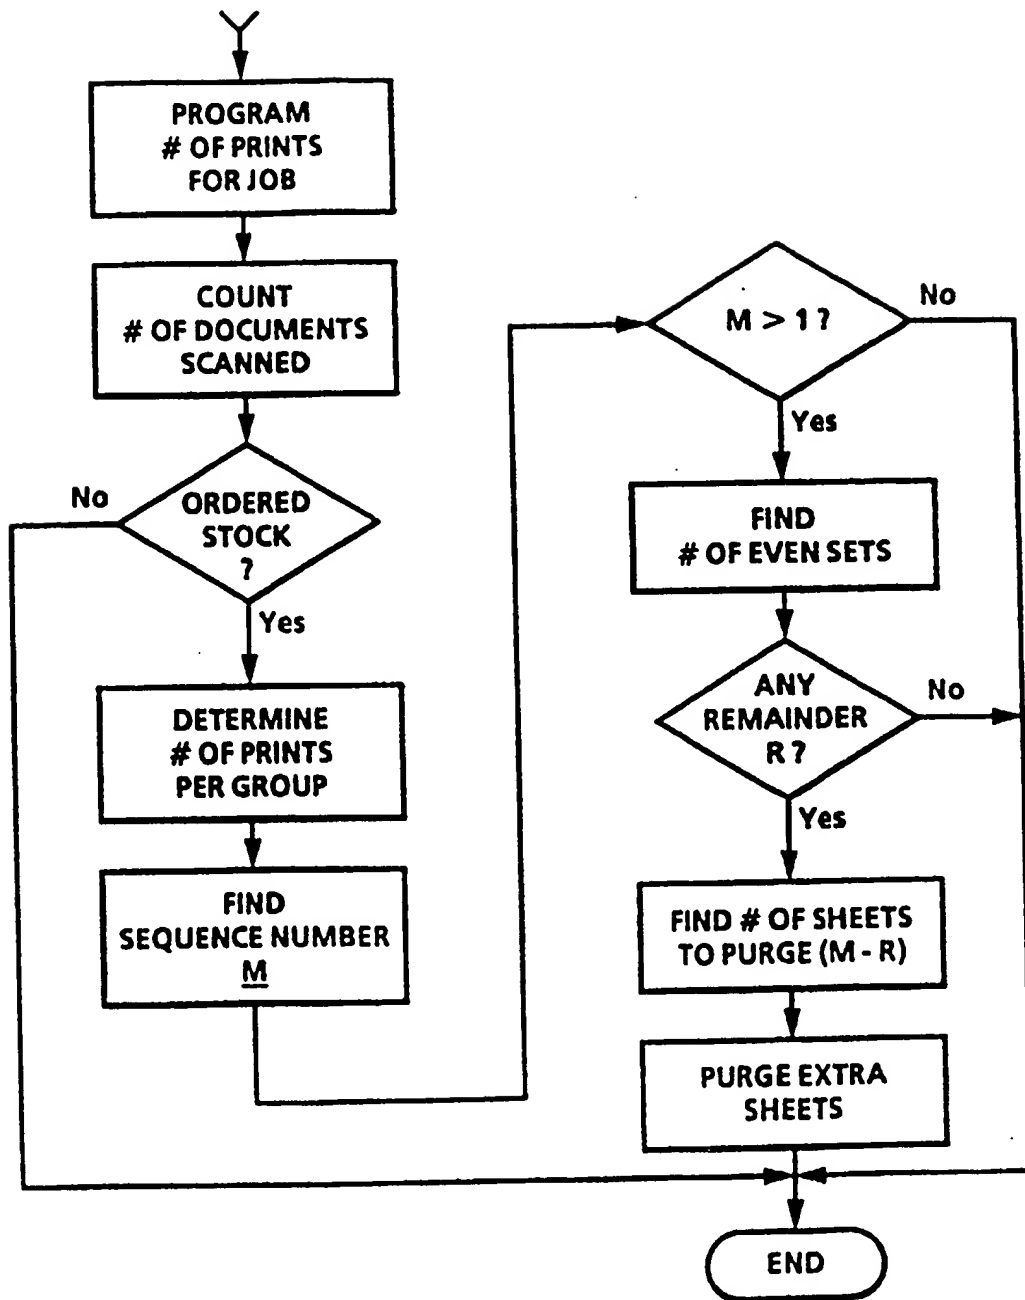 PROGRAM
# OF PRINTS
FOR JOB
COUNT
# OF DOCUMENTS
SCANNED
No
ORDERED
STOCK
?
Yes
DETERMINE
# OF PRINTS
PER GROUP
FIND
SEQUENCE NUMBER
M
M > 1 ?
No
Yes
FIND
# OF EVEN SETS
ANY
REMAINDER
R ?
No
Yes
FIND # OF SHEETS
TO PURGE (M - R)
PURGE EXTRA
SHEETS
END